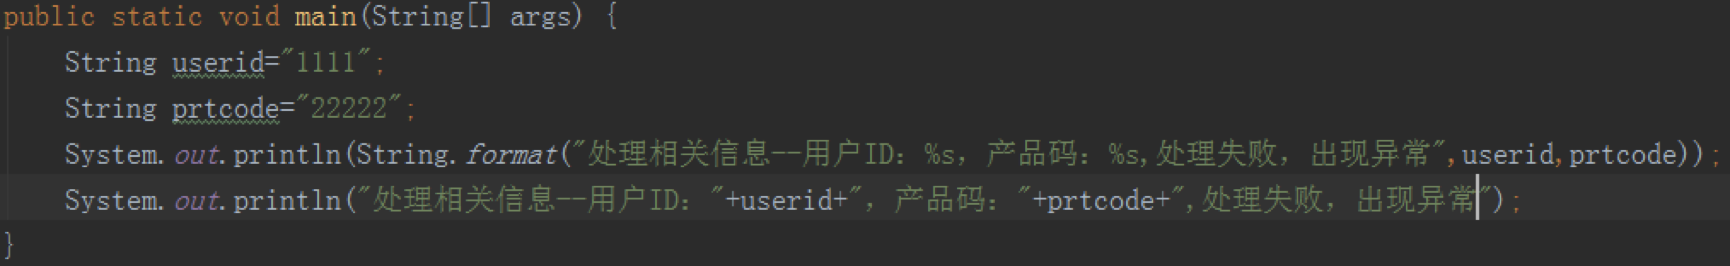 public static void main(String[] args) {
String userid="1111";
String prtcode="22222";
System.out.println(String.format("处理相关信息--用户ID：%s，产品码：%s,处理失败，出现异常",userid,prtcode));
System.out.println("处理相关信息--用户ID："+userid+"，产品码："+prtcode+",处理失败，出现异常");
}